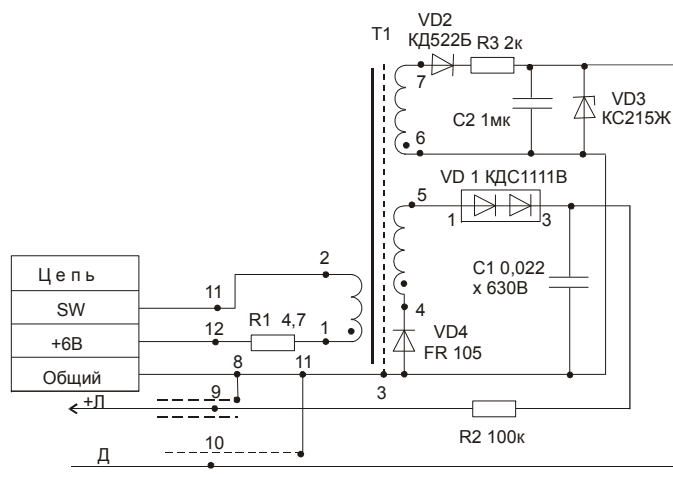 VD2
КД522Б
R3 2к
T1
7
C2 1мк
VD3
КС215Ж
6
VD 1 КДС1111В
5
1
3
C1 0,022
х 630В
Цепь
2
11
SW
4
R1 4,7
12
1
+6В
VD4
FR 105
8
11
Общий
3
9
+Л
R2 100к
10
Д